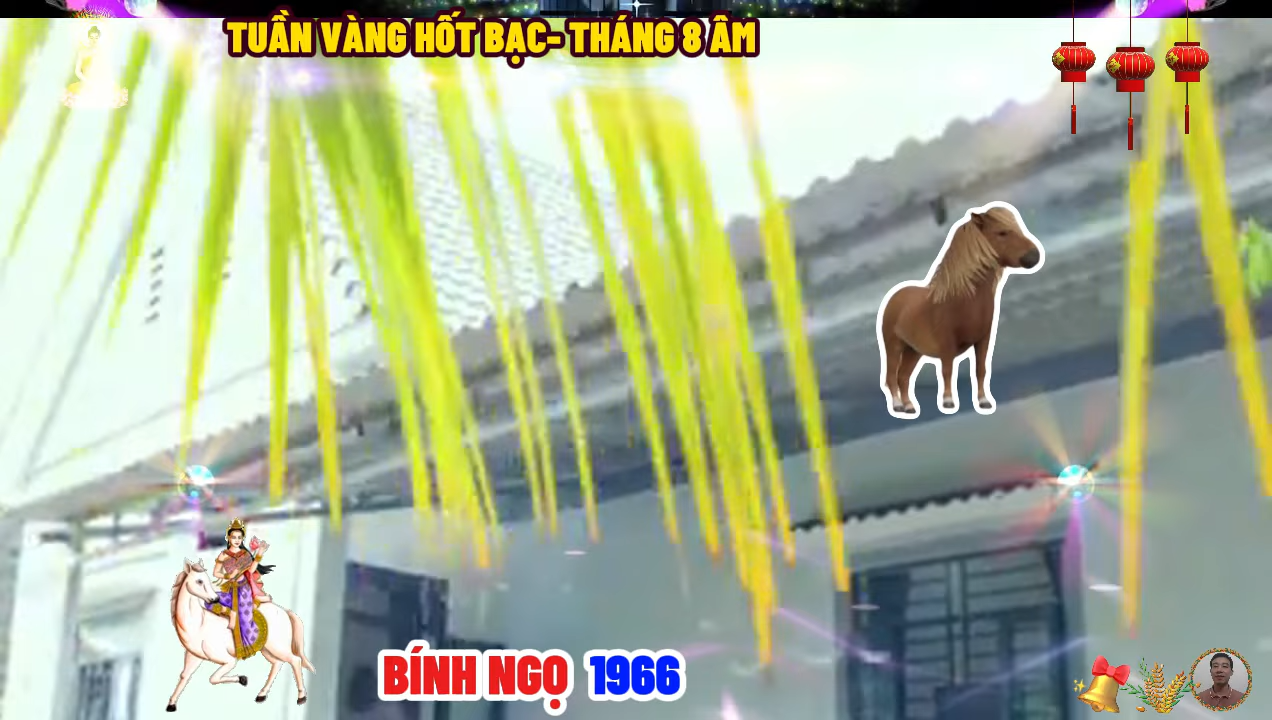 TUẦN VÀNG HỐT BẠC- THÁNG 8 ÂM
BÍNH NGỌ 1966